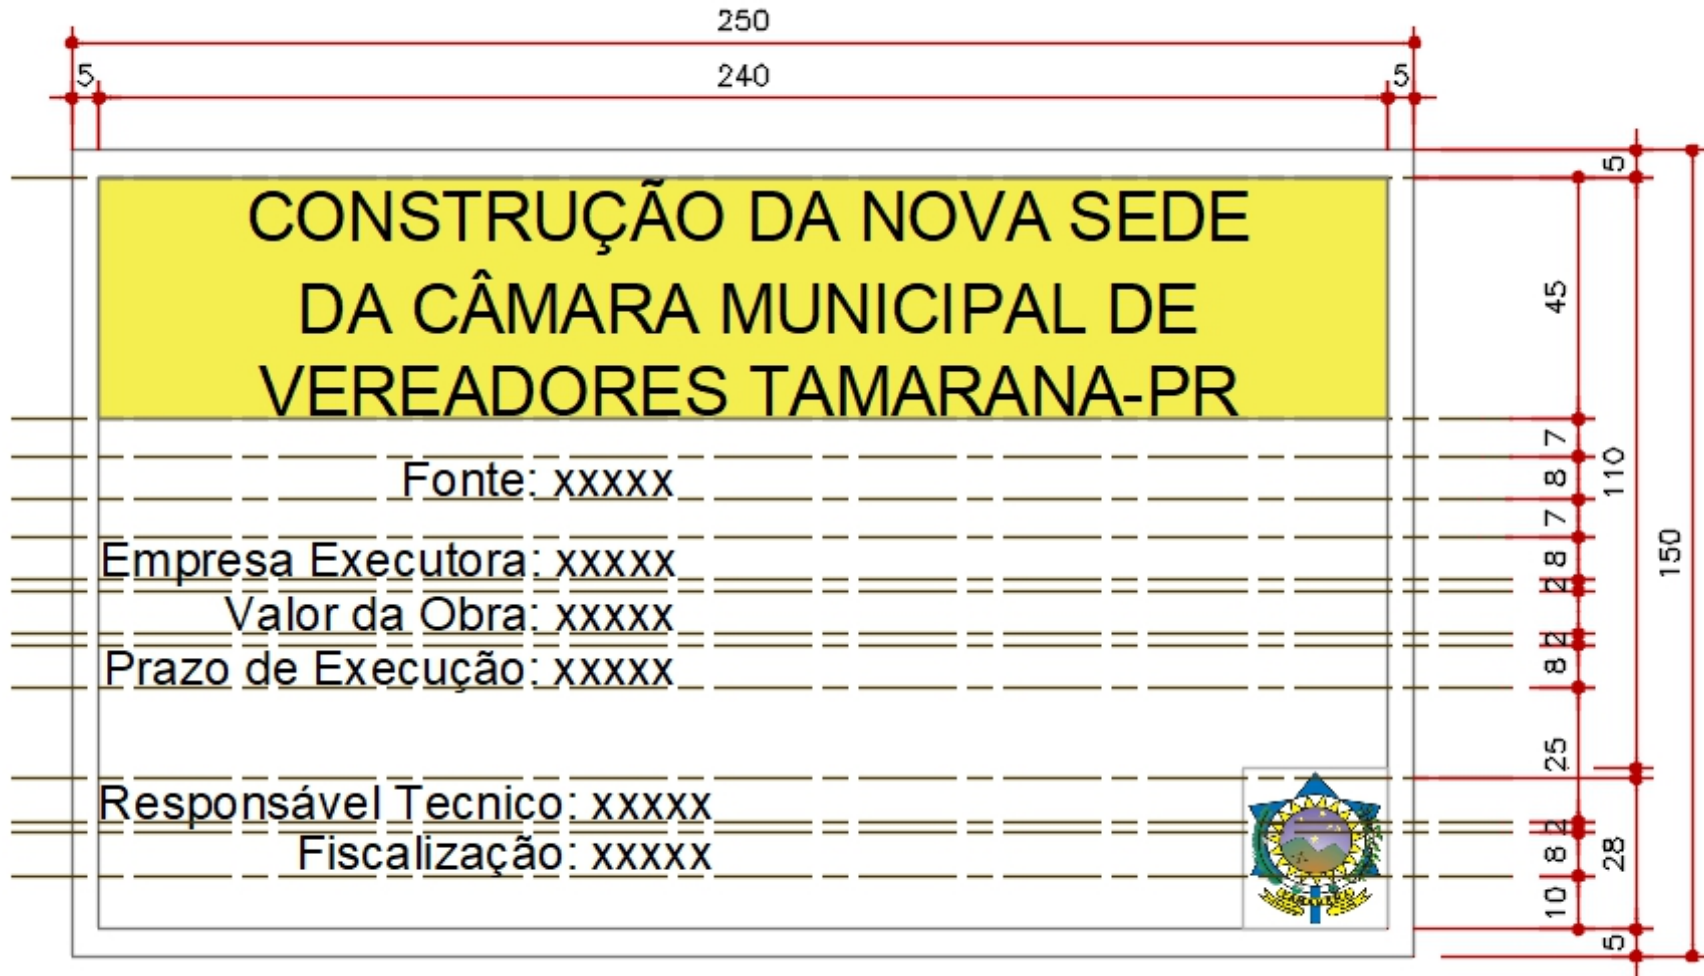 250
5
240
5
5
CONSTRUÇÃO DA NOVA SEDE
DA CÂMARA MUNICIPAL DE
VEREADORES TAMARANA-PR
45
7
110
Fonte: xxxxx
8
7
150
Empresa Executora: xxxxx
8
2
Valor da Obra: xxxxx
2
Prazo de Execução: xxxxx
8
25
Responsável Tecnico: xxxxx
2
Fiscalização: xxxxx
8
28
10
5